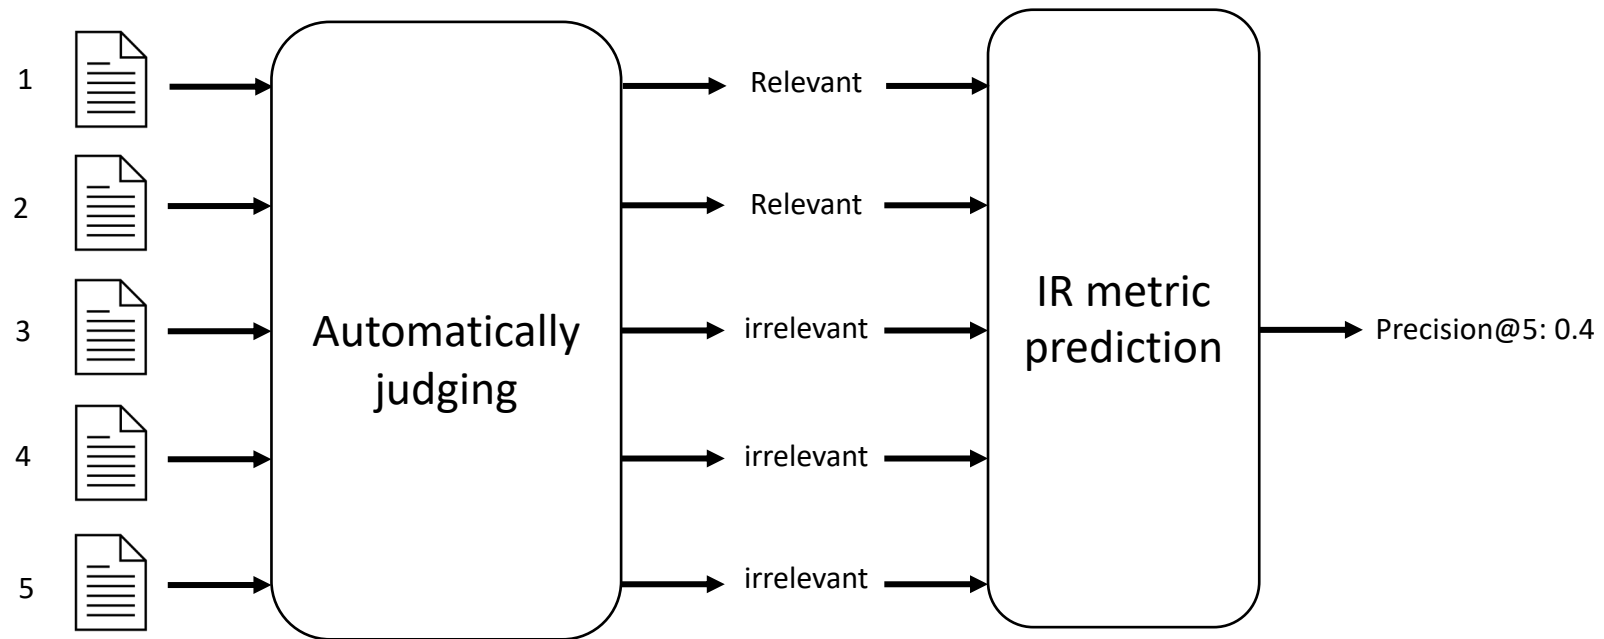 1
Relevant
2
Relevant
3
Automatically
judging
irrelevant
IR metric
prediction
Precision@5: 0.4
4
irrelevant
5
irrelevant